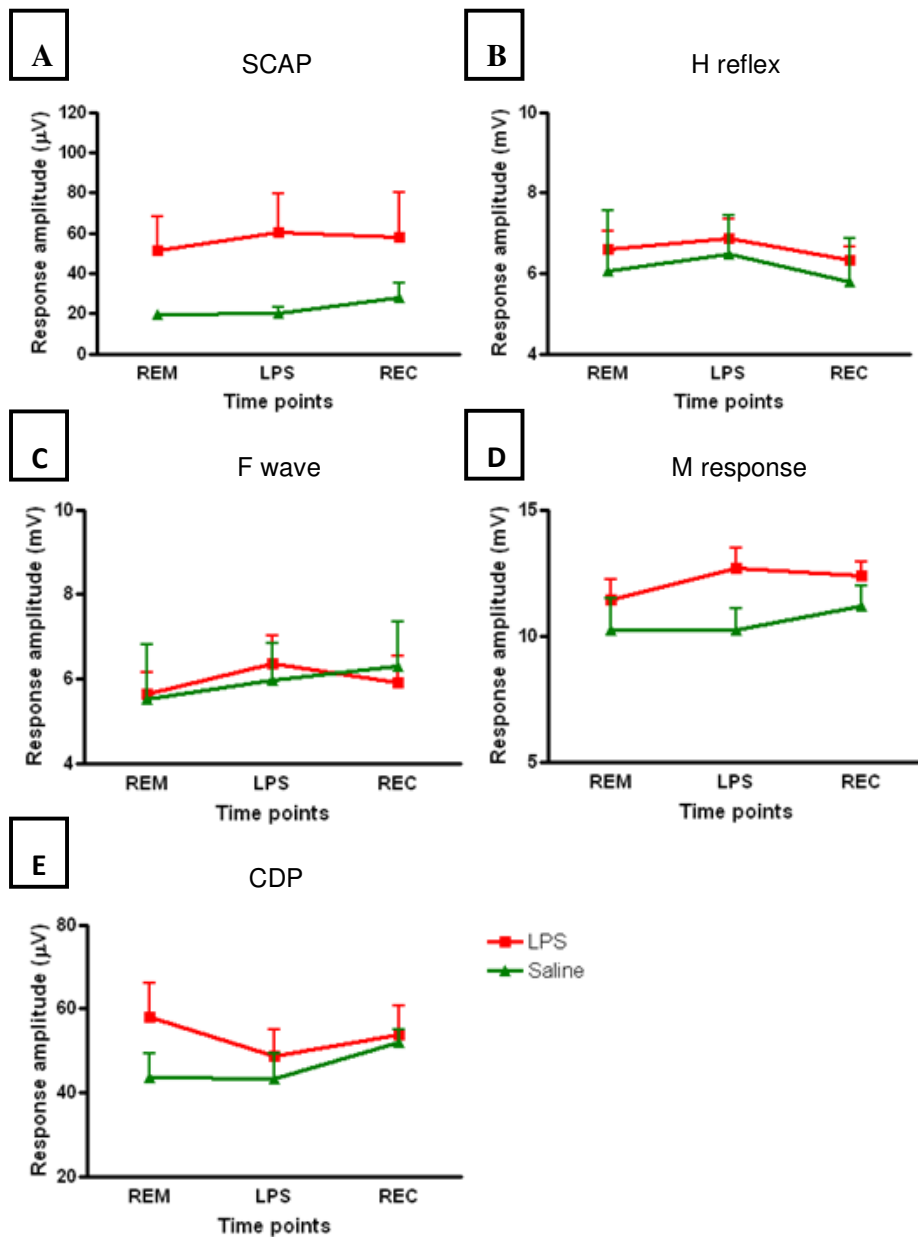 A
SCAP
Response amplitude (µV)
120
100
80
60
40
20
0
REM LPS REC
Time points
B
H reflex
Response amplitude (mV)
10
8
6
4
REM LPS REC
Time points
C
F wave
Response amplitude (mV)
10
8
6
4
REM LPS REC
Time points
D
M response
Response amplitude (mV)
15
10
5
REM LPS REC
Time points
E
CDP
Response amplitude (µV)
80
60
40
20
REM LPS REC
Time points
LPS
Saline